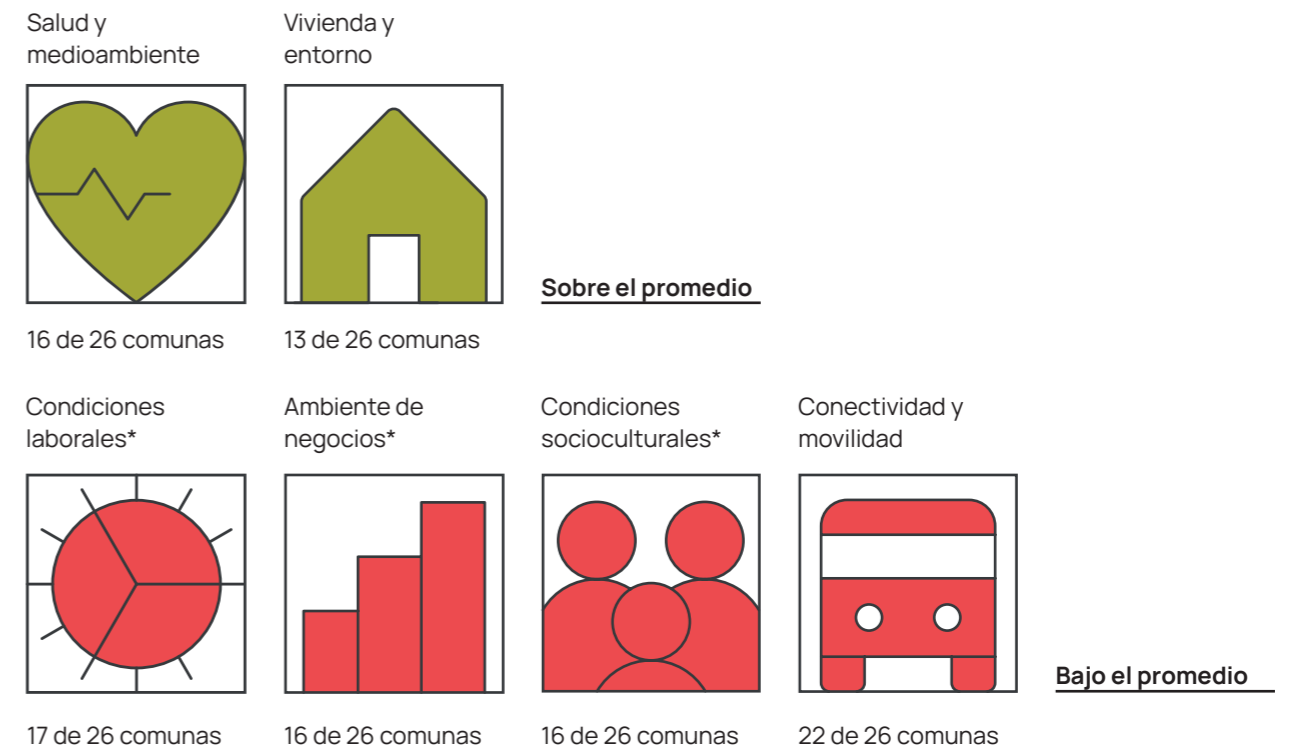 Salud y
medioambiente
Vivienda y
entorno
Sobre el promedio
16 de 26 comunas
13 de 26 comunas
Condiciones
laborales*
Ambiente de
negocios*
Condiciones
socioculturales*
Conectividad y
movilidad
Bajo el promedio
17 de 26 comunas
16 de 26 comunas
16 de 26 comunas
22 de 26 comunas